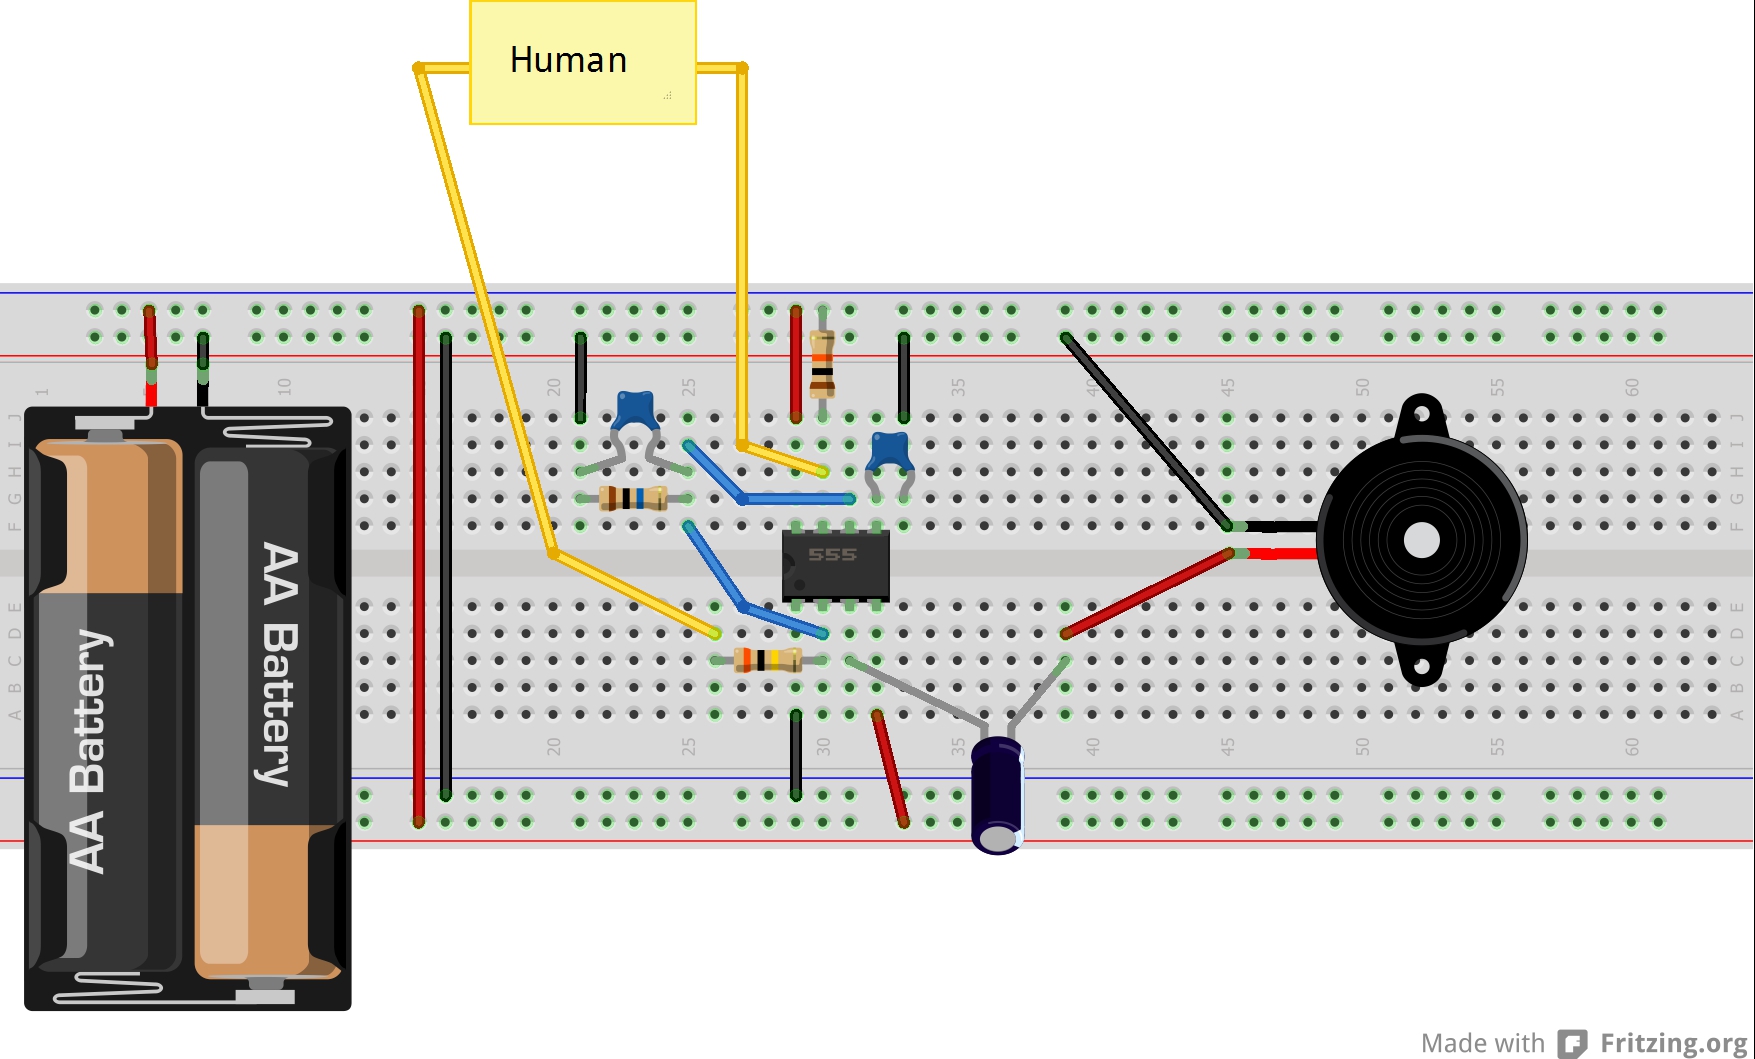 Human
1 10 20 25 35 40 45 50 55 60
J J
I I
H H
G G
F F
555
E E
D D
C C
B B
A A
20 25 30 35 40 45 50 55 60
AA Battery
AA Battery
Made with Fritzing.org